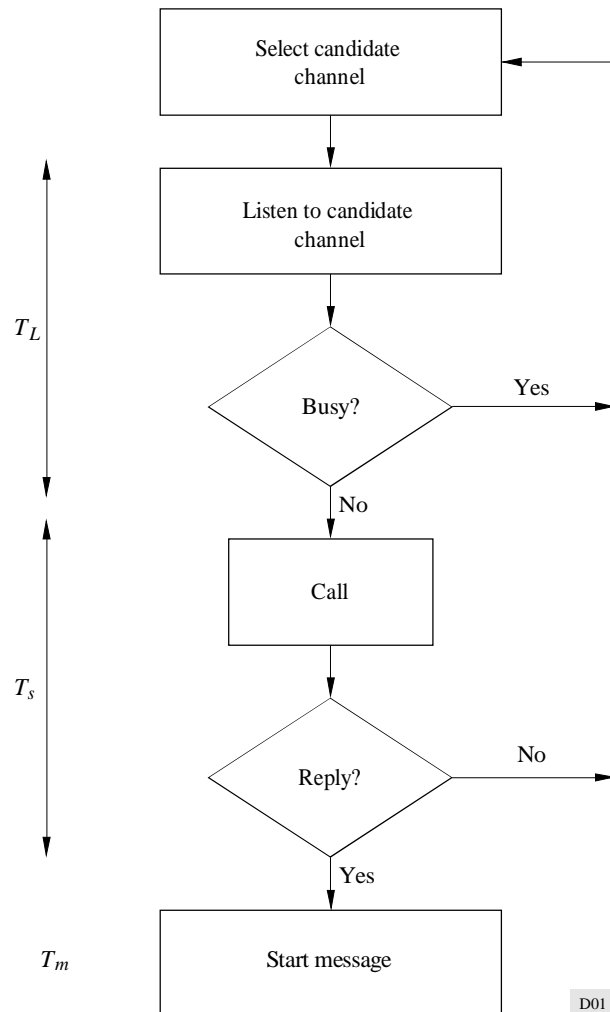 Select candidate
channel
Listen to candidate
channel
T_L
Busy?
Yes
No
Call
T_s
Reply?
No
Yes
T_m
Start message
D01